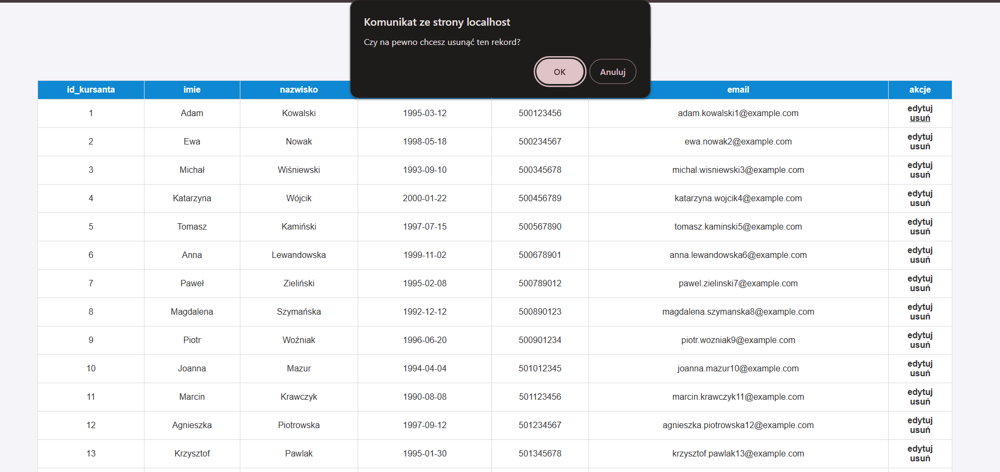 Komunikat ze strony localhost
Czy na pewno chcesz usunąć ten rekord?
OK Anuluj
id_kursanta imie nazwisko email akcje
1 Adam Kowalski 1995-03-12 500123456 adam.kowalski1@example.com edytuj
usuń
2 Ewa Nowak 1998-05-18 500234567 ewa.nowak2@example.com edytuj
usuń
3 Michał Wiśniewski 1993-09-10 500345678 michal.wisniewski3@example.com edytuj
usuń
4 Katarzyna Wójcik 2000-01-22 500456789 katarzyna.wojcik4@example.com edytuj
usuń
5 Tomasz Kamiński 1997-07-15 500567890 tomasz.kaminski5@example.com edytuj
usuń
6 Anna Lewandowska 1999-11-02 500678901 anna.lewandowska6@example.com edytuj
usuń
7 Paweł Zieliński 1995-02-08 500789012 pawel.zielinski7@example.com edytuj
usuń
8 Magdalena Szymańska 1992-12-12 500890123 magdalena.szymanska8@example.com edytuj
usuń
9 Piotr Woźniak 1996-06-20 500901234 piotr.wozniak9@example.com edytuj
usuń
10 Joanna Mazur 1994-04-04 501012345 joanna.mazur10@example.com edytuj
usuń
11 Marcin Krawczyk 1990-08-08 501123456 marcin.krawczyk11@example.com edytuj
usuń
12 Agnieszka Piotrowska 1997-09-12 501234567 agnieszka.piotrowska12@example.com edytuj
usuń
13 Krzysztof Pawlak 1995-01-30 501345678 krzysztof.pawlak13@example.com edytuj
usuń